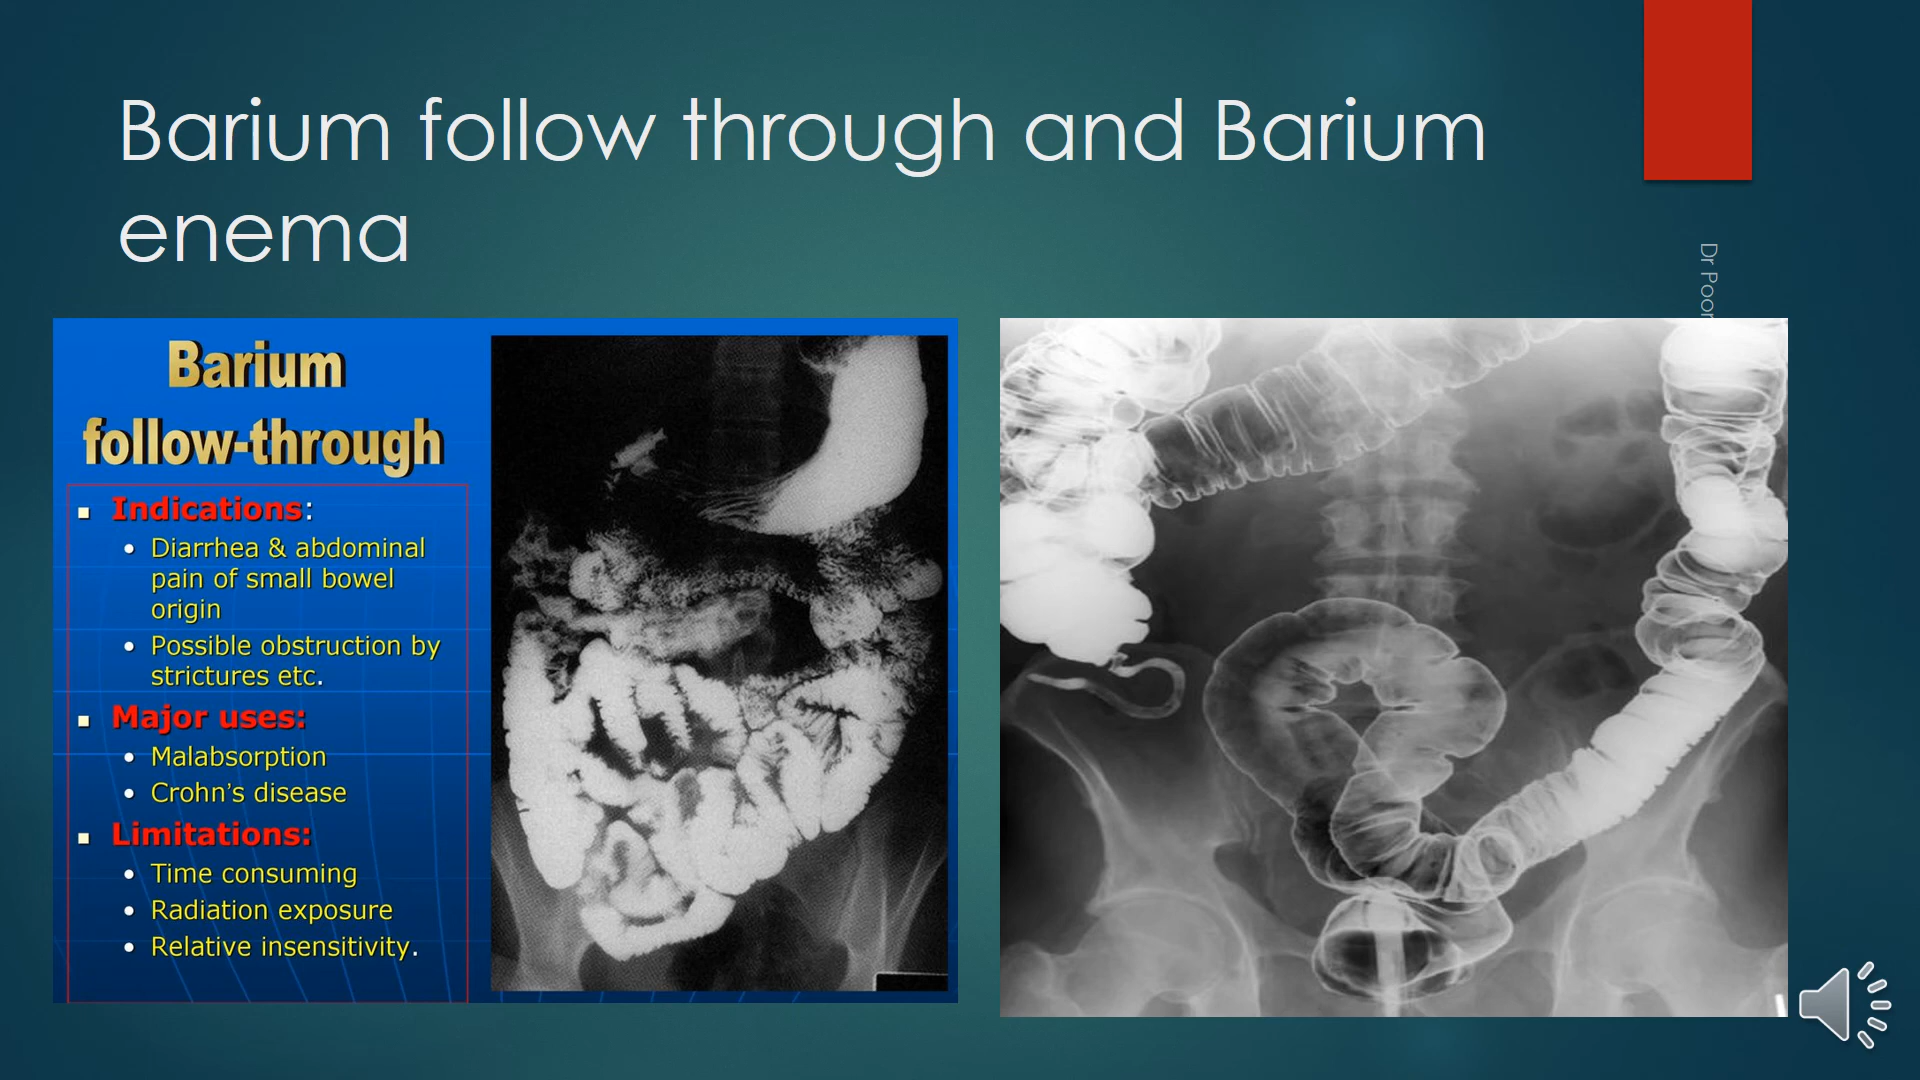 Barium follow through and Barium
enema
Dr
Barium
follow-through
Indications:
Diarrhea & abdominal
pain of small bowel
origin
Possible obstruction by
strictures etc.
Major uses:
Malabsorption
Crohn's disease
Limitations:
Time consuming
Radiation exposure
Relative insensitivity.